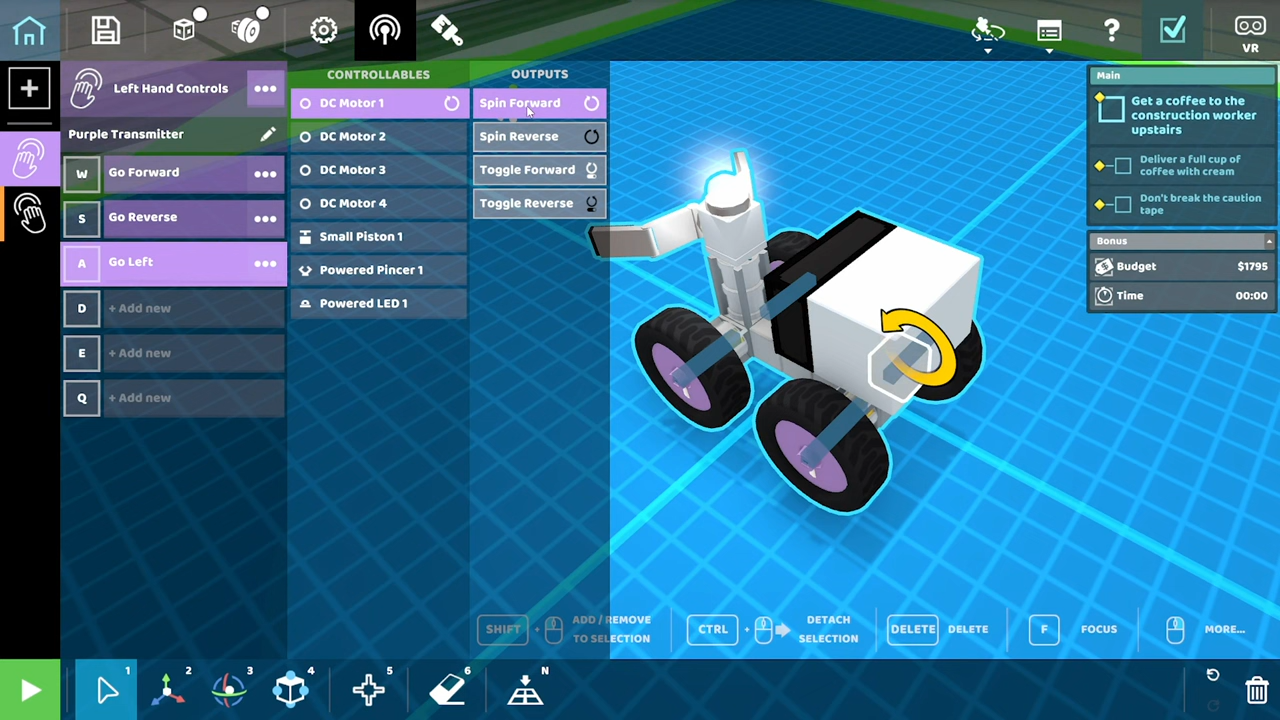 VR
Left Hand Controls
Purple Transmitter
W
Go Forward
S
Go Reverse
A
Go Left
D
+ Add new
E
+ Add new
Q
+ Add new
CONTROLLABLES
DC Motor 1
DC Motor 2
DC Motor 3
DC Motor 4
Small Piston 1
Powered Pincer 1
Powered LED 1
OUTPUTS
Spin Forward
Spin Reverse
Toggle Forward
Toggle Reverse
Main
Get a coffee to the
construction worker
upstairs
Deliver a full cup of
coffee with cream
Don't break the caution
tape
Bonus
Budget
$1795
Time
00:00
SHIFT
+
ADD / REMOVE
TO SELECTION
CTRL
+
DETACH
SELECTION
DELETE
DELETE
F
FOCUS
MORE...
1
2
3
4
5
6
N